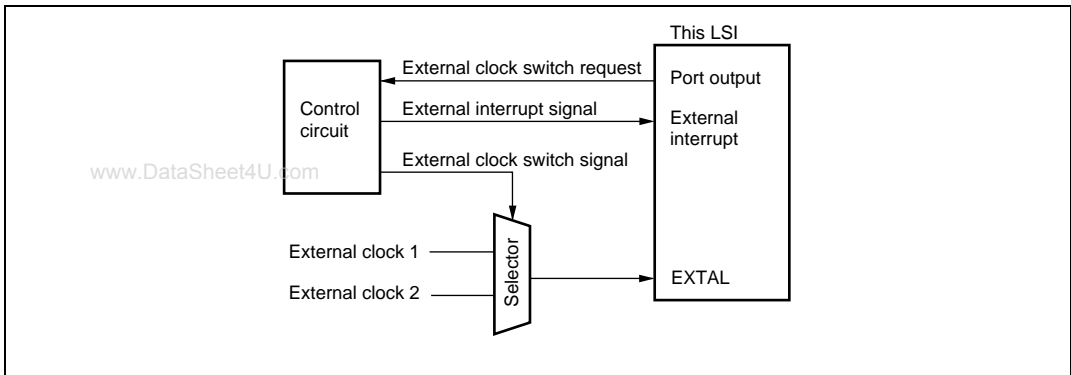 This LSI
External clock switch request
Port output
Control
circuit
External interrupt signal
External
interrupt
External clock switch signal
www.DataSheet4U.com
External clock 1
External clock 2
Selector
EXTAL